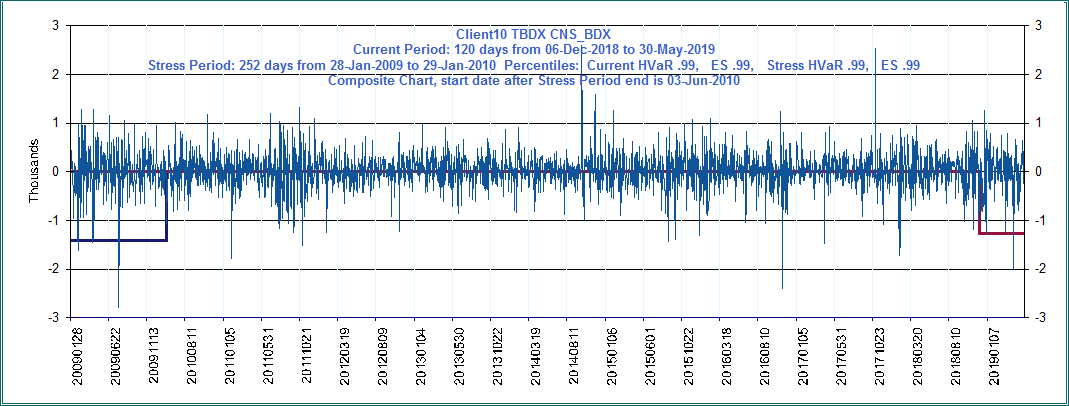 Client10 TBDX CNS_BDX
Current Period: 120 days from 06-Dec-2018 to 30-May-2019
Stress Period: 252 days from 28-Jan-2009 to 29-Jan-2010 Percentiles: Current HVaR .99, ES .99, Stress HVaR .99, ES .99
Composite Chart, start date after Stress Period end is 03-Jun-2010
3 3
2 2
1 1
0 0
-1 -1
-2 -2
-3 -3
Thousands
20090128 20090622 20091113 20100811 20110105 20110531 20111021 20120319 20120809 20130104 20130530 20131022 20140319 20140811 20150106 20150601 20151022 20160318 20160810 20170105 20170531 20171023 20180320 20180810 20190107